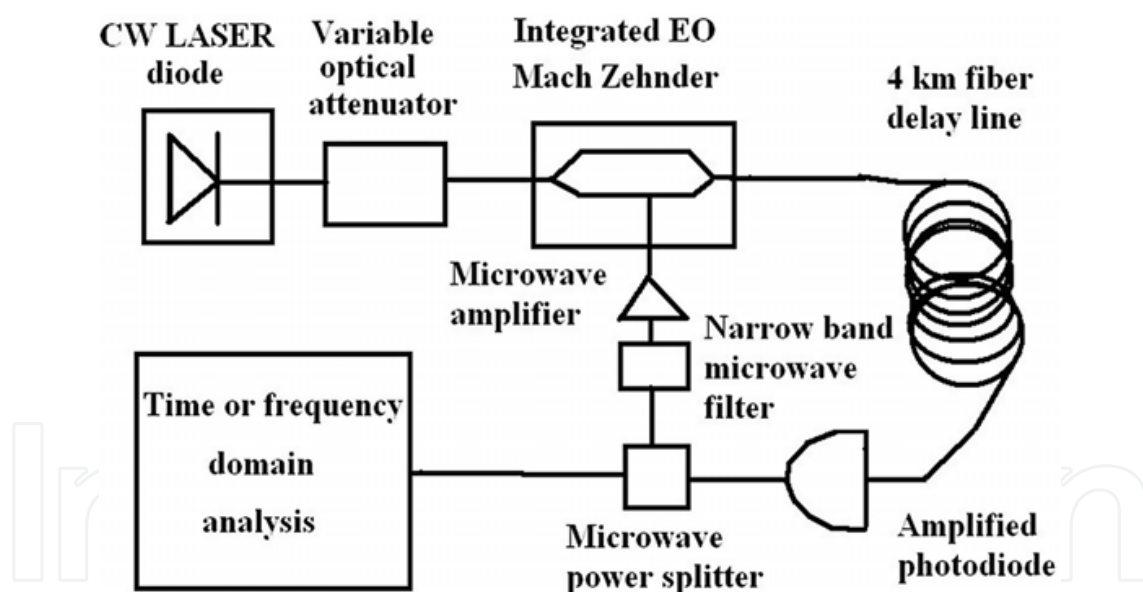 CW LASER
diode
Variable
optical
attenuator
Integrated EO
Mach Zehnder
4 km fiber
delay line
Microwave
amplifier
Narrow band
microwave
filter
Time or frequency
domain
analysis
Microwave
power splitter
Amplified
photodiode